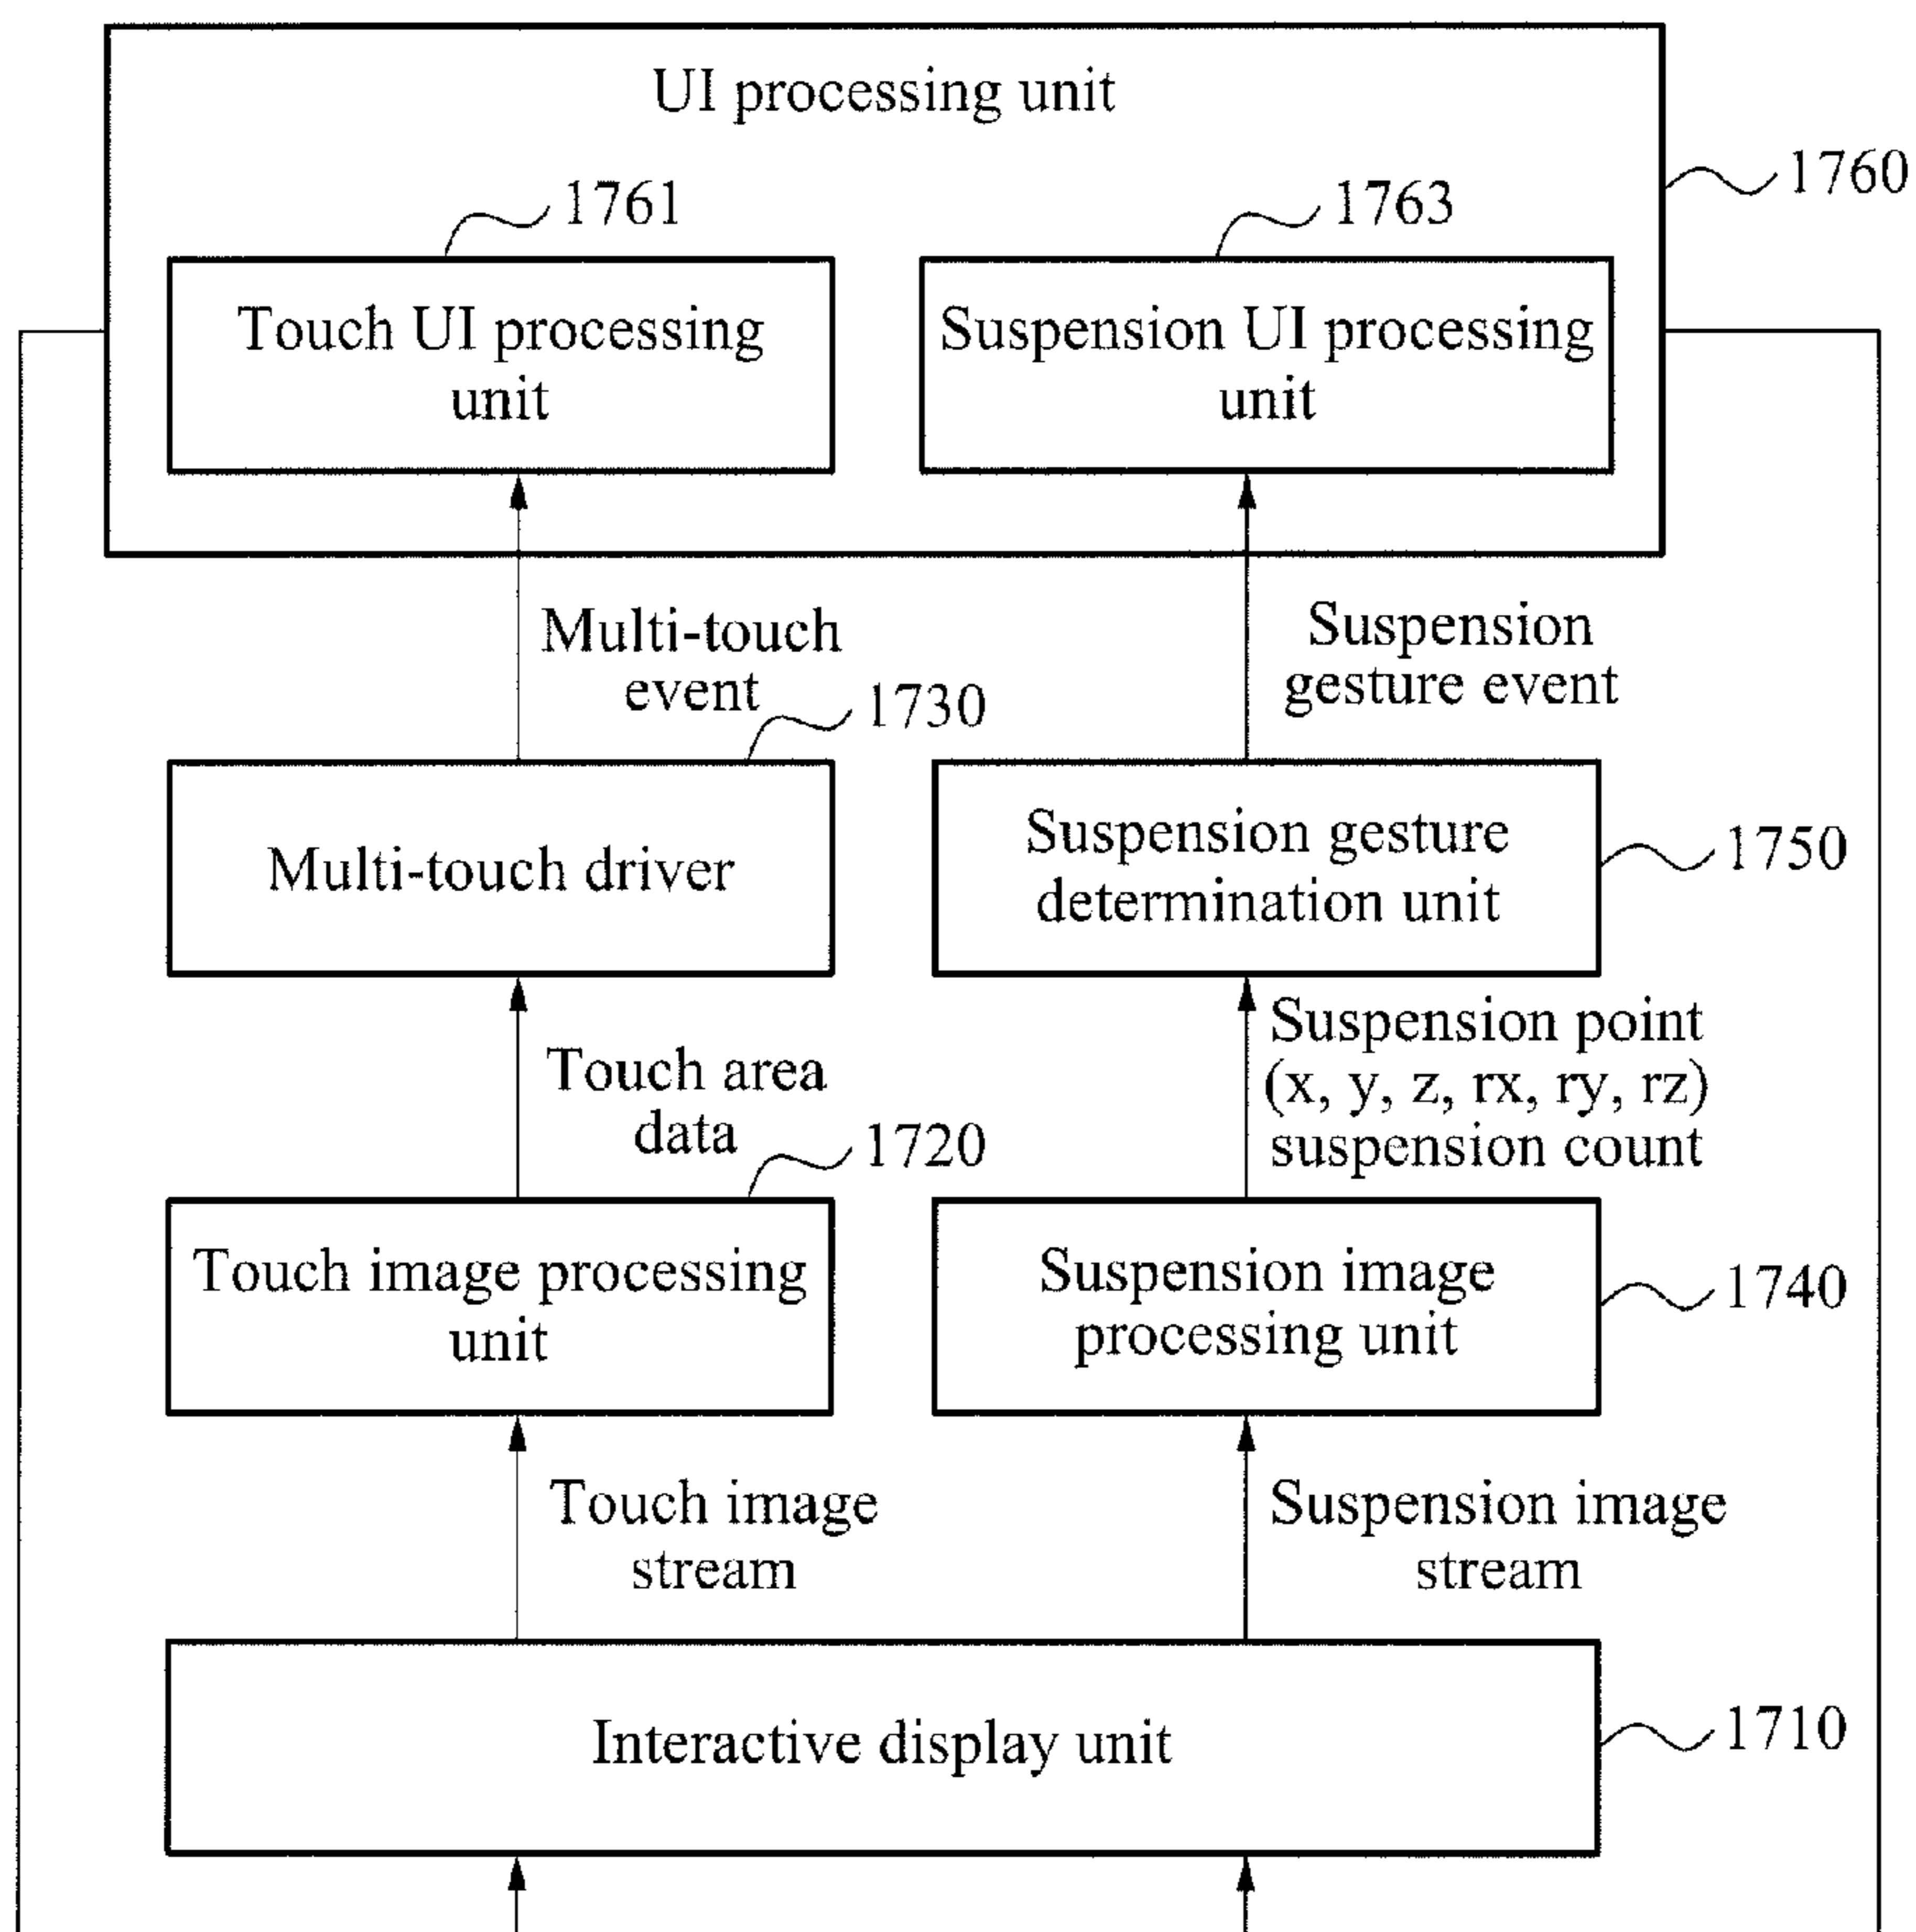 UI processing unit
1760
1761
1763
Touch UI processing
unit
Suspension UI processing
unit
Multi-touch
event
Suspension
gesture event
1730
Multi-touch driver
Suspension gesture
determination unit
1750
Touch area
data
Suspension point
(x, y, z, rx, ry, rz)
suspension count
1720
Touch image processing
unit
Suspension image
processing unit
1740
Touch image
stream
Suspension image
stream
Interactive display unit
1710